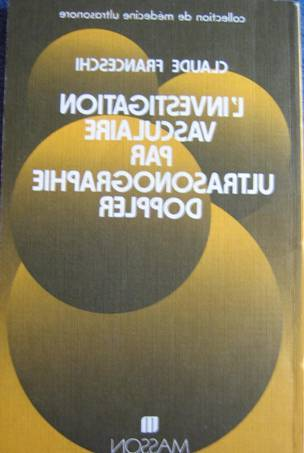 collection de médecine ultrasonore
CLAUDE FRANCESCHI
L'INVESTIGATION
VASCULAIRE
PAR
ULTRASONOGRAPHIE
DOPPLER
MASSON